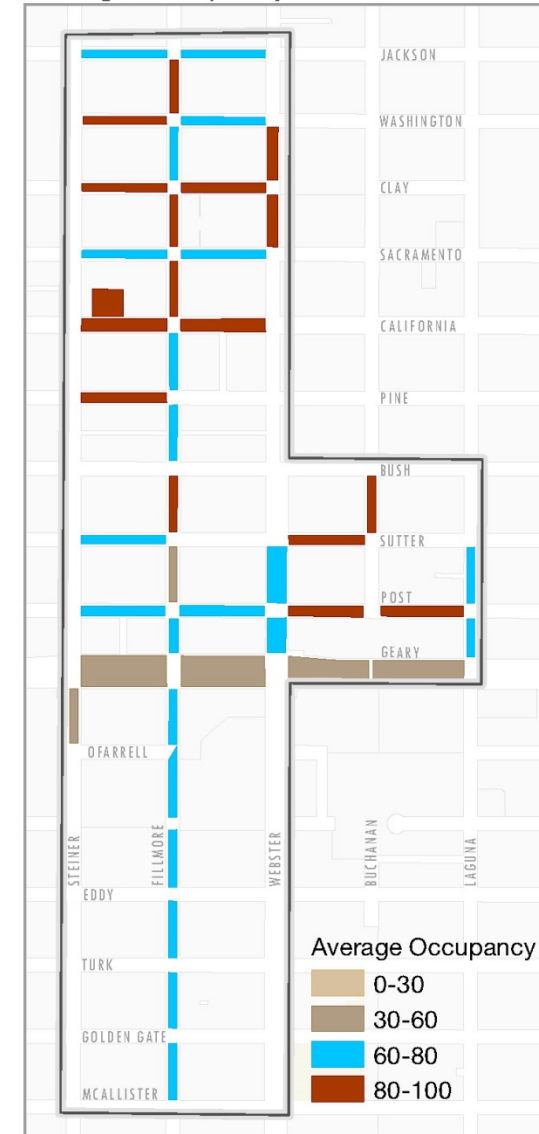 JACKSON
WASHINGTON
CLAY
SACRAMENTO
CALIFORNIA
PINE
BUSH
SUTTER
POST
GEARY
OFARRELL
STEINER
FILLMORE
WEBSTER
BUCHANAN
LAGUNA
EDDY
TURK
GOLDEN GATE
MCALLISTER
Average Occupancy
0-30
30-60
60-80
80-100